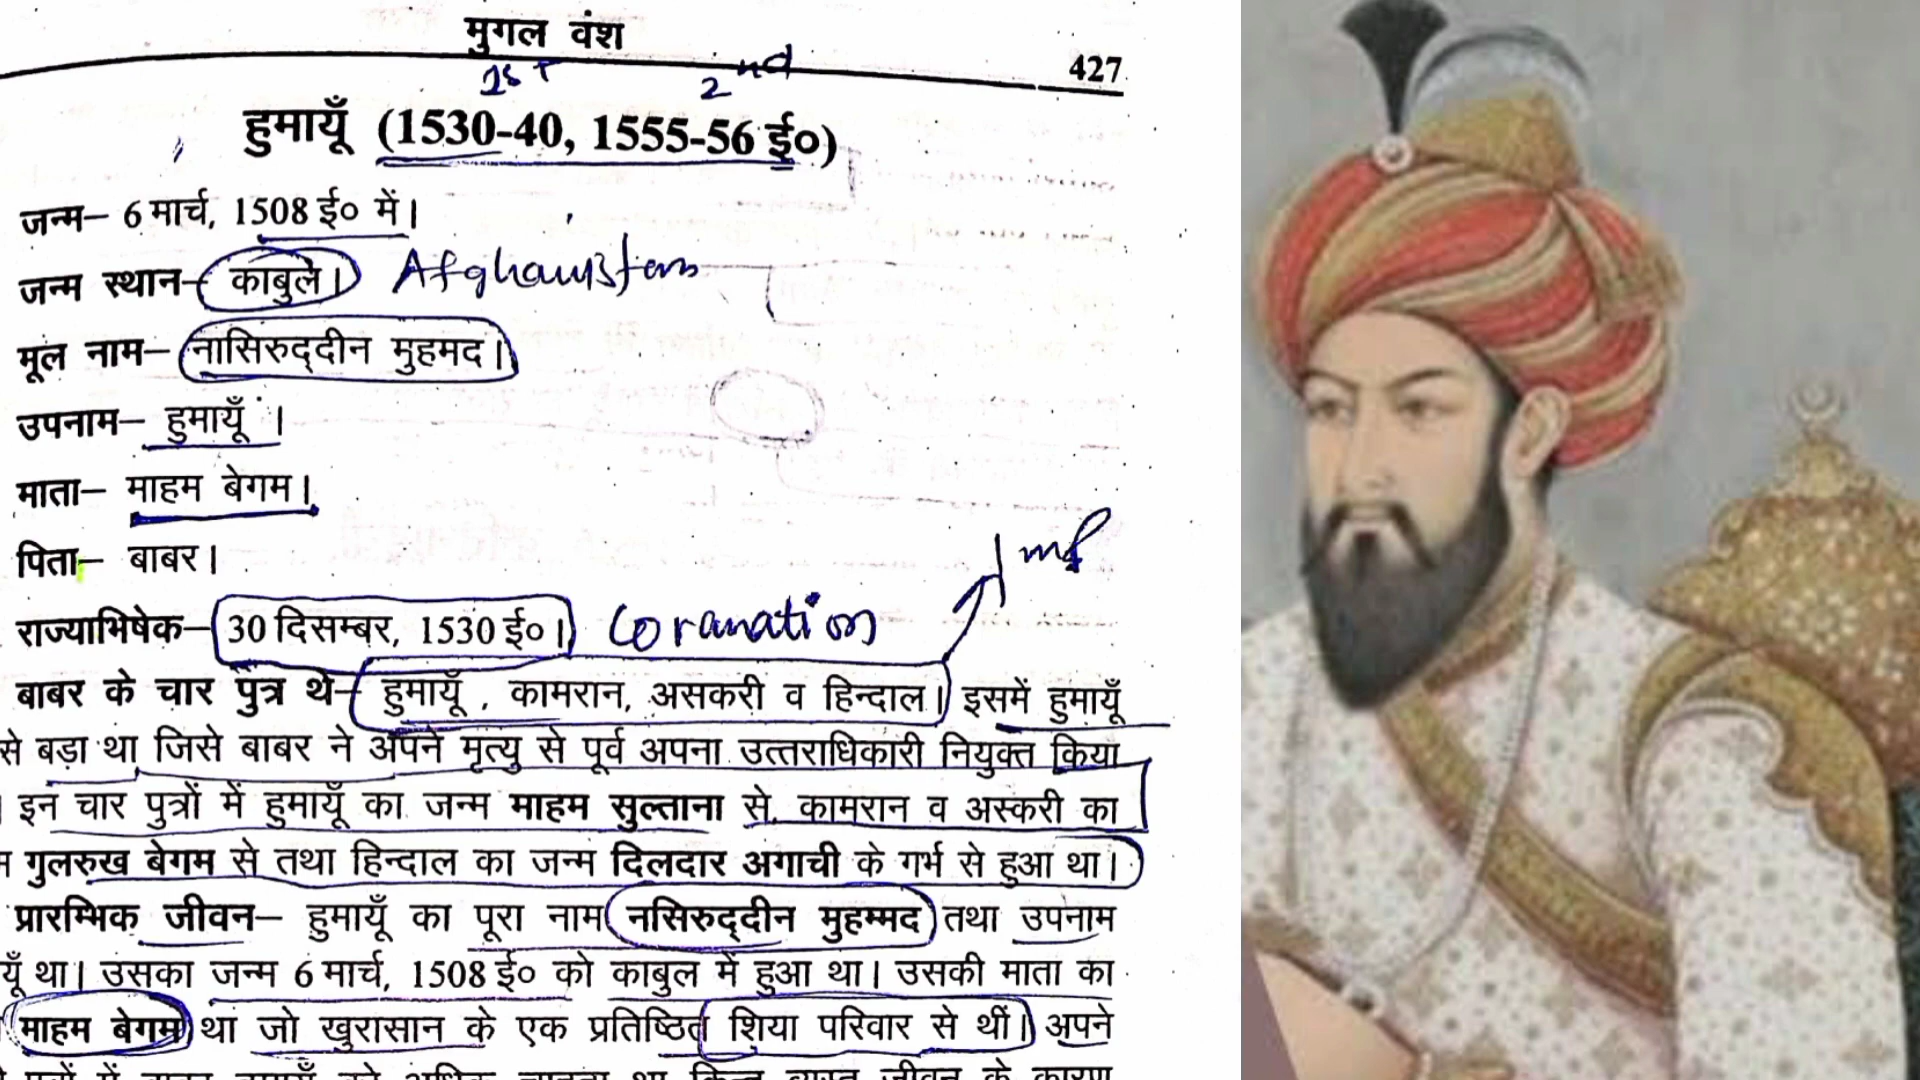 मुगल वंश
427
1st 2nd
हुमायूँ (1530-40, 1555-56 ई०)
जन्म– 6 मार्च, 1508 ई० में।
जन्म स्थान– काबुल। Afghanistan
मूल नाम– नासिरुद्दीन मुहमद।
उपनाम– हुमायूँ ।
माता– माहम बेगम।
पिता– बाबर।
Imp
राज्याभिषेक– 30 दिसम्बर, 1530 ई०। Coranation
बाबर के चार पुत्र थे– हुमायूँ , कामरान, असकरी व हिन्दाल। इसमें हुमायूँ
से बड़ा था जिसे बाबर ने अपने मृत्यु से पूर्व अपना उत्तराधिकारी नियुक्त किया
। इन चार पुत्रों में हुमायूँ का जन्म माहम सुल्ताना से, कामरान व अस्करी का
गुलरुख बेगम से तथा हिन्दाल का जन्म दिलदार अगाची के गर्भ से हुआ था।
प्रारम्भिक जीवन– हुमायूँ का पूरा नाम नसिरुद्दीन मुहम्मद तथा उपनाम
यूँ था। उसका जन्म 6 मार्च, 1508 ई० को काबुल में हुआ था। उसकी माता का
माहम बेगम था जो खुरासान के एक प्रतिष्ठित शिया परिवार से थीं। अपने